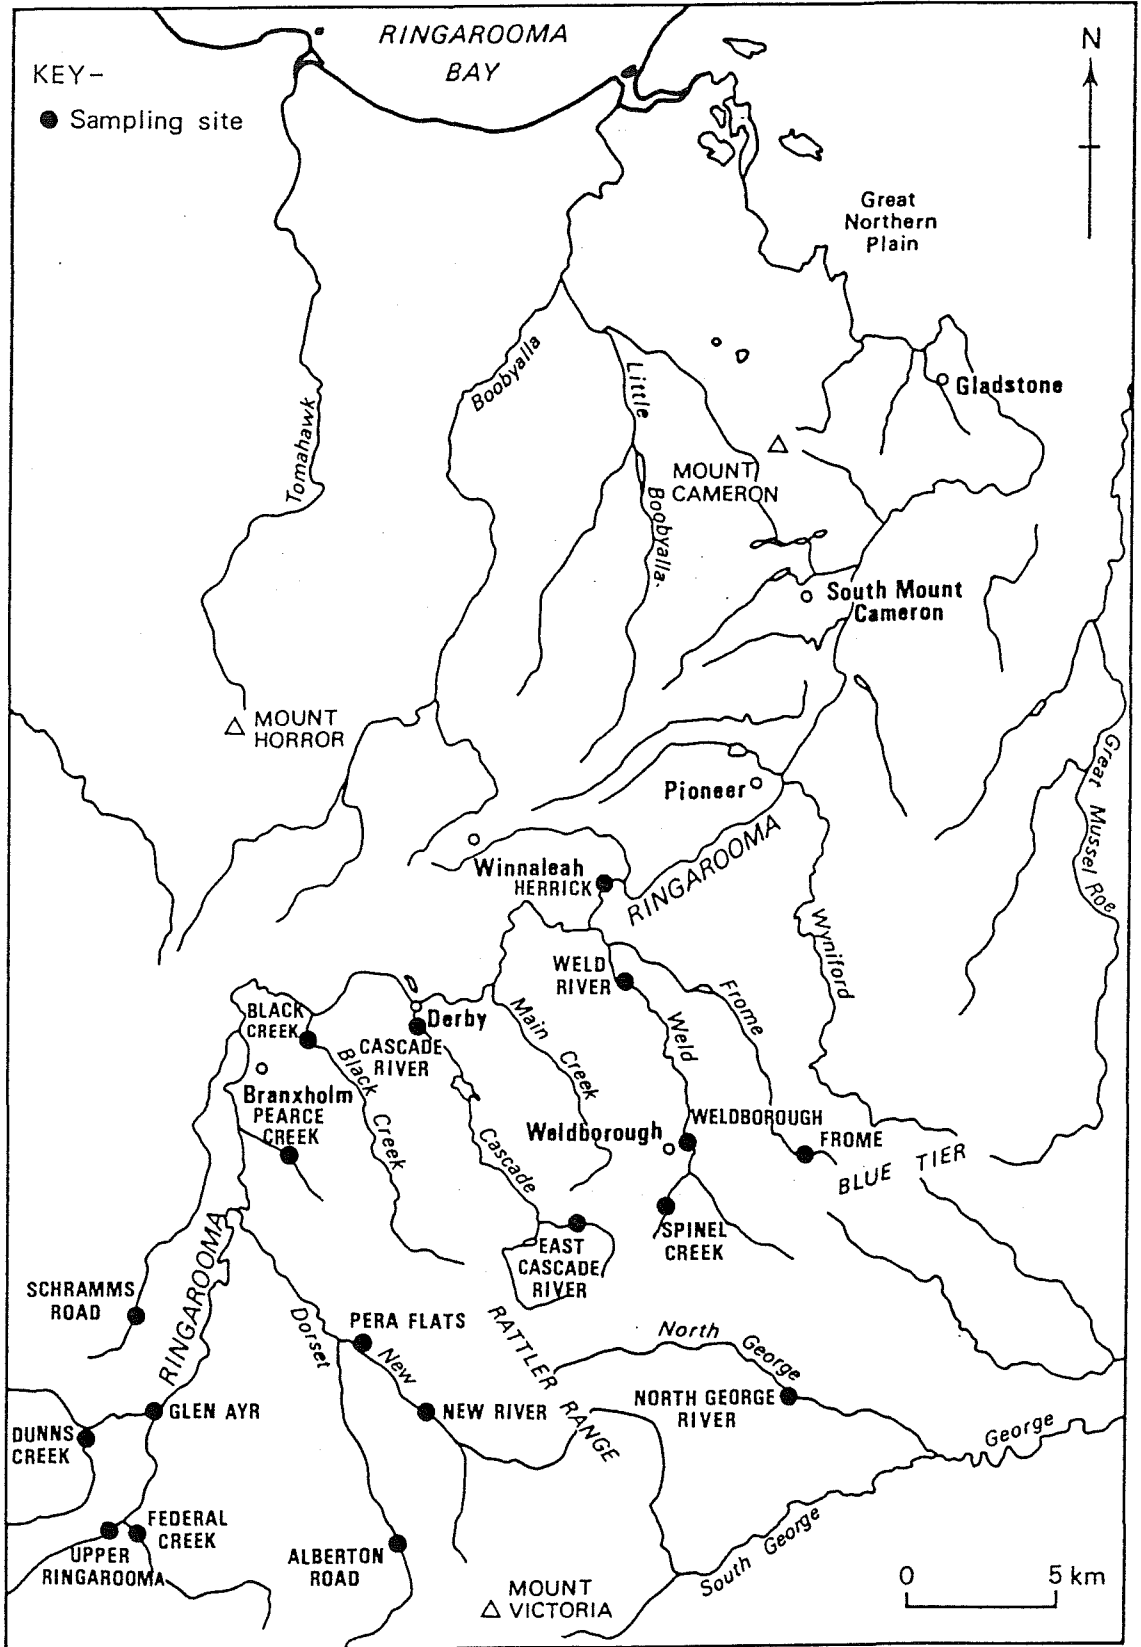 RINGAROOMA
BAY
N
KEY–
Sampling site
Great
Northern
Plain
Gladstone
Boobyalla
Little
Boobyalla
Tomahawk
MOUNT
CAMERON
South Mount
Cameron
MOUNT
HORROR
Great Mussel Roe
Pioneer
RINGAROOMA
Winnaleah
HERRICK
Wyniford
WELD
RIVER
Frome
Weld
Main Creek
BLACK
CREEK
Derby
CASCADE
RIVER
Black Creek
Branxholm
PEARCE
CREEK
Cascade
Weldborough
WELDBOROUGH
FROME
BLUE TIER
SPINEL
CREEK
EAST
CASCADE
RIVER
RINGAROOMA
SCHRAMMS
ROAD
Dorset
PERA FLATS
New
RATTLER RANGE
North George
NORTH GEORGE
RIVER
GLEN AYR
NEW RIVER
DUNNS
CREEK
George
FEDERAL
CREEK
UPPER
RINGAROOMA
ALBERTON
ROAD
South George
MOUNT
VICTORIA
0 5 km